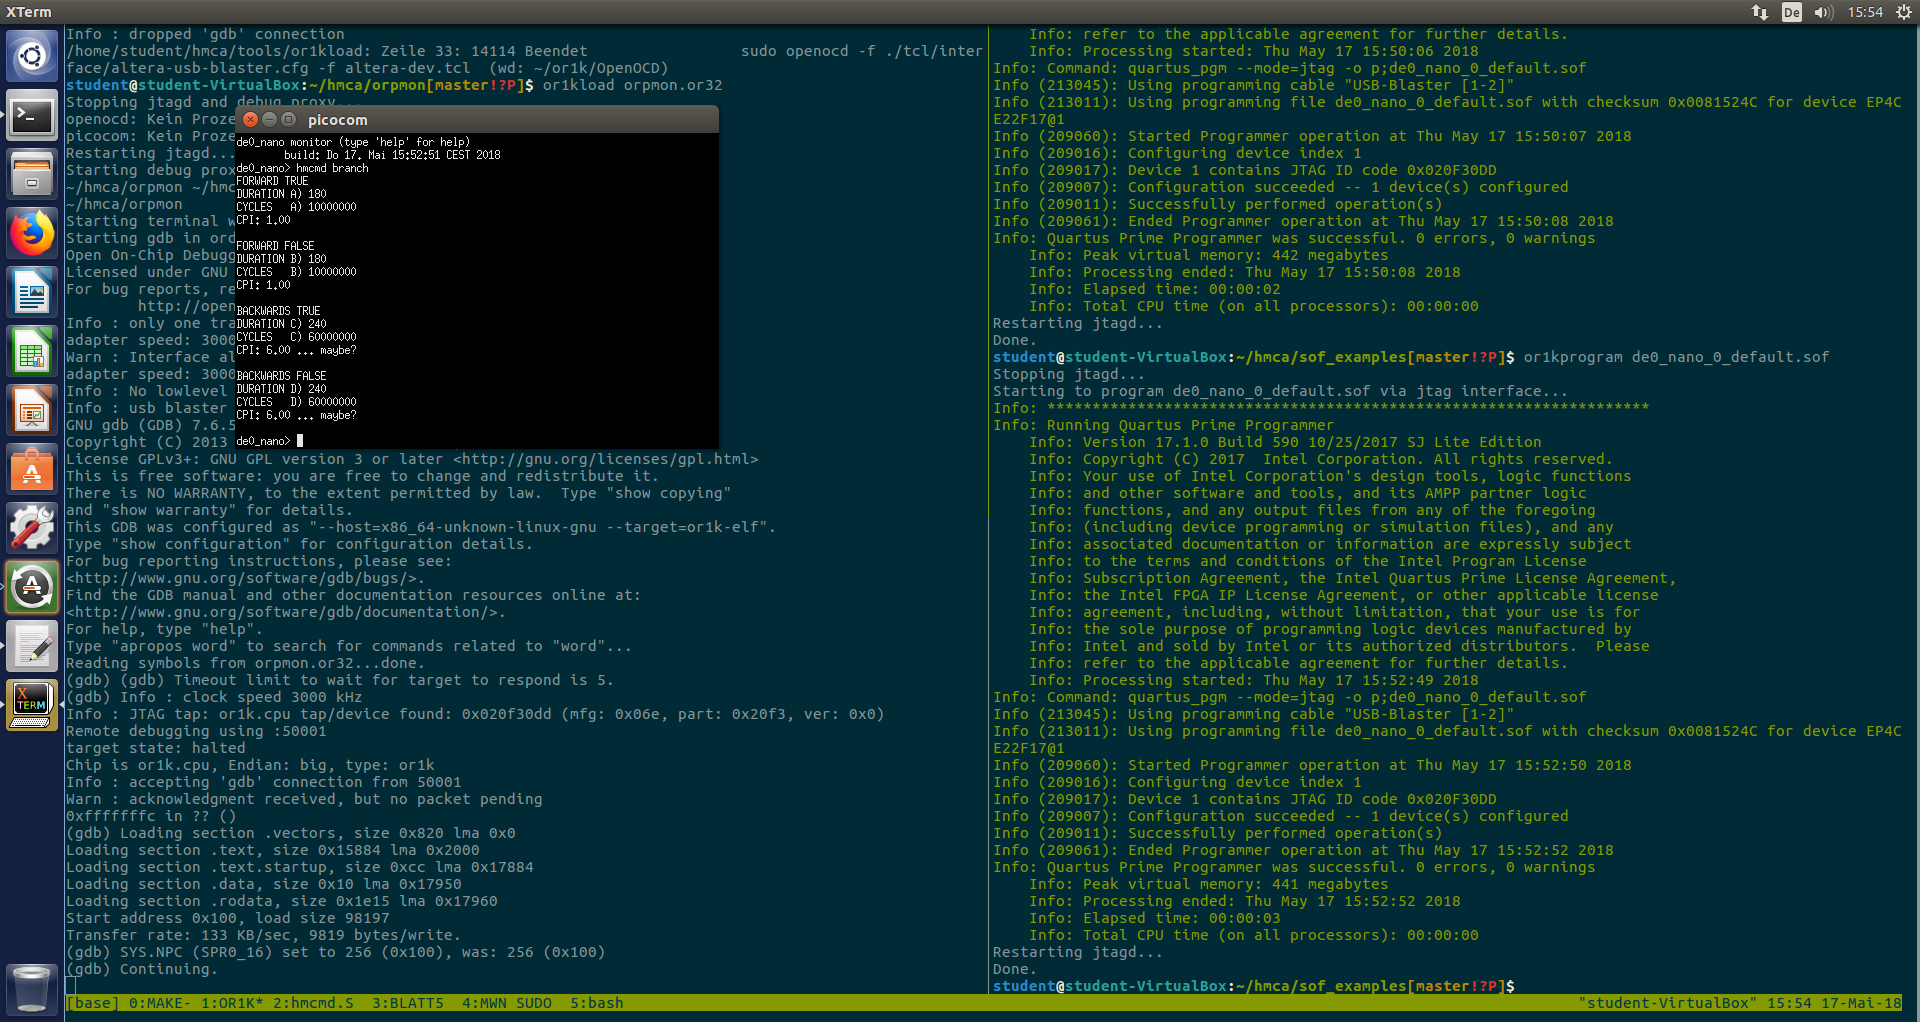 XTerm
De
15:54
Info : dropped 'gdb' connection
/home/student/hmca/tools/or1kload: Zeile 33: 14114 Beendet                 sudo openocd -f ./tcl/inter
face/altera-usb-blaster.cfg -f altera-dev.tcl  (wd: ~/or1k/OpenOCD)
student@student-VirtualBox:~/hmca/orpmon[master!?P]$ or1kload orpmon.or32
Stopping jtagd and debug proxy...
openocd: Kein Proze
picocom: Kein Proze
Restarting jtagd...
Starting debug prox
~/hmca/orpmon ~/hmc
~/hmca/orpmon
Starting terminal w
Starting gdb in ord
Open On-Chip Debugg
Licensed under GNU
For bug reports, re
        http://open
Info : only one tra
adapter speed: 3000
Warn : Interface al
adapter speed: 3000
Info : No lowlevel
Info : usb blaster
GNU gdb (GDB) 7.6.5
Copyright (C) 2013
License GPLv3+: GNU GPL version 3 or later <http://gnu.org/licenses/gpl.html>
This is free software: you are free to change and redistribute it.
There is NO WARRANTY, to the extent permitted by law.  Type "show copying"
and "show warranty" for details.
This GDB was configured as "--host=x86_64-unknown-linux-gnu --target=or1k-elf".
Type "show configuration" for configuration details.
For bug reporting instructions, please see:
<http://www.gnu.org/software/gdb/bugs/>.
Find the GDB manual and other documentation resources online at:
<http://www.gnu.org/software/gdb/documentation/>.
For help, type "help".
Type "apropos word" to search for commands related to "word"...
Reading symbols from orpmon.or32...done.
(gdb) (gdb) Timeout limit to wait for target to respond is 5.
(gdb) Info : clock speed 3000 kHz
Info : JTAG tap: or1k.cpu tap/device found: 0x020f30dd (mfg: 0x06e, part: 0x20f3, ver: 0x0)
Remote debugging using :50001
target state: halted
Chip is or1k.cpu, Endian: big, type: or1k
Info : accepting 'gdb' connection from 50001
Warn : acknowledgment received, but no packet pending
0xfffffffc in ?? ()
(gdb) Loading section .vectors, size 0x820 lma 0x0
Loading section .text, size 0x15884 lma 0x2000
Loading section .text.startup, size 0xcc lma 0x17884
Loading section .data, size 0x10 lma 0x17950
Loading section .rodata, size 0x1e15 lma 0x17960
Start address 0x100, load size 98197
Transfer rate: 133 KB/sec, 9819 bytes/write.
(gdb) SYS.NPC (SPR0_16) set to 256 (0x100), was: 256 (0x100)
(gdb) Continuing.
picocom
de0_nano monitor (type 'help' for help)
        build: Do 17. Mai 15:52:51 CEST 2018
de0_nano> hmcmd branch
FORWARD TRUE
DURATION A) 180
CYCLES   A) 10000000
CPI: 1.00
FORWARD FALSE
DURATION B) 180
CYCLES   B) 10000000
CPI: 1.00
BACKWARDS TRUE
DURATION C) 240
CYCLES   C) 60000000
CPI: 6.00 ... maybe?
BACKWARDS FALSE
DURATION D) 240
CYCLES   D) 60000000
CPI: 6.00 ... maybe?
de0_nano>
    Info: refer to the applicable agreement for further details.
    Info: Processing started: Thu May 17 15:50:06 2018
Info: Command: quartus_pgm --mode=jtag -o p;de0_nano_0_default.sof
Info (213045): Using programming cable "USB-Blaster [1-2]"
Info (213011): Using programming file de0_nano_0_default.sof with checksum 0x0081524C for device EP4C
E22F17@1
Info (209060): Started Programmer operation at Thu May 17 15:50:07 2018
Info (209016): Configuring device index 1
Info (209017): Device 1 contains JTAG ID code 0x020F30DD
Info (209007): Configuration succeeded -- 1 device(s) configured
Info (209011): Successfully performed operation(s)
Info (209061): Ended Programmer operation at Thu May 17 15:50:08 2018
Info: Quartus Prime Programmer was successful. 0 errors, 0 warnings
    Info: Peak virtual memory: 442 megabytes
    Info: Processing ended: Thu May 17 15:50:08 2018
    Info: Elapsed time: 00:00:02
    Info: Total CPU time (on all processors): 00:00:00
Restarting jtagd...
Done.
student@student-VirtualBox:~/hmca/sof_examples[master!?P]$ or1kprogram de0_nano_0_default.sof
Stopping jtagd...
Starting to program de0_nano_0_default.sof via jtag interface...
Info: *******************************************************************
Info: Running Quartus Prime Programmer
    Info: Version 17.1.0 Build 590 10/25/2017 SJ Lite Edition
    Info: Copyright (C) 2017  Intel Corporation. All rights reserved.
    Info: Your use of Intel Corporation's design tools, logic functions
    Info: and other software and tools, and its AMPP partner logic
    Info: functions, and any output files from any of the foregoing
    Info: (including device programming or simulation files), and any
    Info: associated documentation or information are expressly subject
    Info: to the terms and conditions of the Intel Program License
    Info: Subscription Agreement, the Intel Quartus Prime License Agreement,
    Info: the Intel FPGA IP License Agreement, or other applicable license
    Info: agreement, including, without limitation, that your use is for
    Info: the sole purpose of programming logic devices manufactured by
    Info: Intel and sold by Intel or its authorized distributors.  Please
    Info: refer to the applicable agreement for further details.
    Info: Processing started: Thu May 17 15:52:49 2018
Info: Command: quartus_pgm --mode=jtag -o p;de0_nano_0_default.sof
Info (213045): Using programming cable "USB-Blaster [1-2]"
Info (213011): Using programming file de0_nano_0_default.sof with checksum 0x0081524C for device EP4C
E22F17@1
Info (209060): Started Programmer operation at Thu May 17 15:52:50 2018
Info (209016): Configuring device index 1
Info (209017): Device 1 contains JTAG ID code 0x020F30DD
Info (209007): Configuration succeeded -- 1 device(s) configured
Info (209011): Successfully performed operation(s)
Info (209061): Ended Programmer operation at Thu May 17 15:52:52 2018
Info: Quartus Prime Programmer was successful. 0 errors, 0 warnings
    Info: Peak virtual memory: 441 megabytes
    Info: Processing ended: Thu May 17 15:52:52 2018
    Info: Elapsed time: 00:00:03
    Info: Total CPU time (on all processors): 00:00:00
Restarting jtagd...
Done.
student@student-VirtualBox:~/hmca/sof_examples[master!?P]$
X TERM
[base] 0:MAKE- 1:OR1K* 2:hmcmd.S  3:BLATT5  4:MWN SUDO  5:bash
"student-VirtualBox" 15:54 17-Mai-18